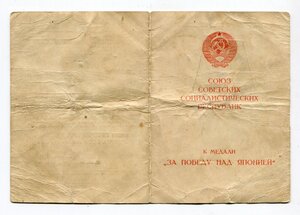 СОЮЗ
СОВЕТСКИХ
СОЦИАЛИСТИЧЕСКИХ
РЕСПУБЛИК
К МЕДАЛИ
„ЗА ПОБЕДУ НАД ЯПОНИЕЙ“